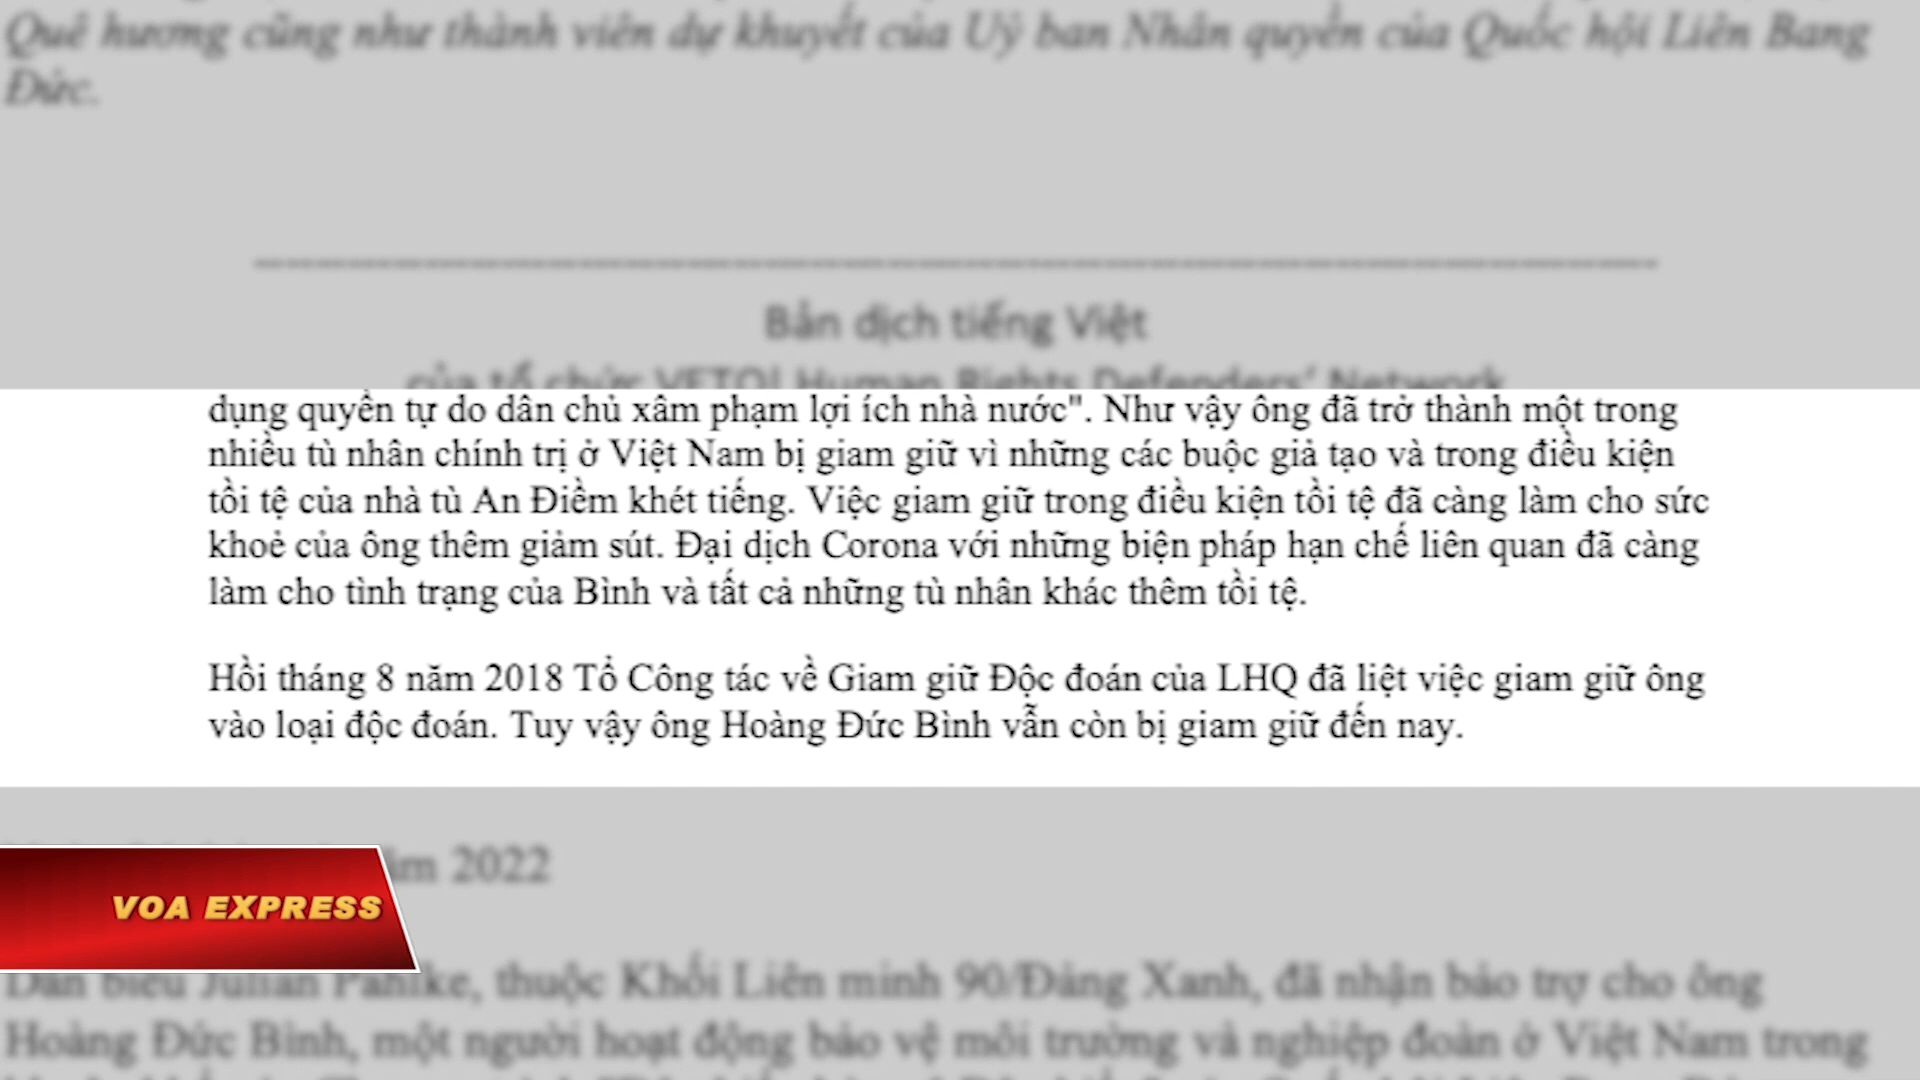 Quê hương cũng như thành viên dự khuyết của Uỷ ban Nhân quyền của Quốc hội Liên Bang
Đức.
Bản dịch tiếng Việt
của tổ chức VETO! Human Rights Defenders' Network
dụng quyền tự do dân chủ xâm phạm lợi ích nhà nước". Như vậy ông đã trở thành một trong
nhiều tù nhân chính trị ở Việt Nam bị giam giữ vì những các buộc giả tạo và trong điều kiện
tồi tệ của nhà tù An Điềm khét tiếng. Việc giam giữ trong điều kiện tồi tệ đã càng làm cho sức
khoẻ của ông thêm giảm sút. Đại dịch Corona với những biện pháp hạn chế liên quan đã càng
làm cho tình trạng của Bình và tất cả những tù nhân khác thêm tồi tệ.
Hồi tháng 8 năm 2018 Tổ Công tác về Giam giữ Độc đoán của LHQ đã liệt việc giam giữ ông
vào loại độc đoán. Tuy vậy ông Hoàng Đức Bình vẫn còn bị giam giữ đến nay.
năm 2022
VOA EXPRESS
Dân biểu Julian Pahlke, thuộc Khối Liên minh 90/Đảng Xanh, đã nhận bảo trợ cho ông
Hoàng Đức Bình, một người hoạt động bảo vệ môi trường và nghiệp đoàn ở Việt Nam trong